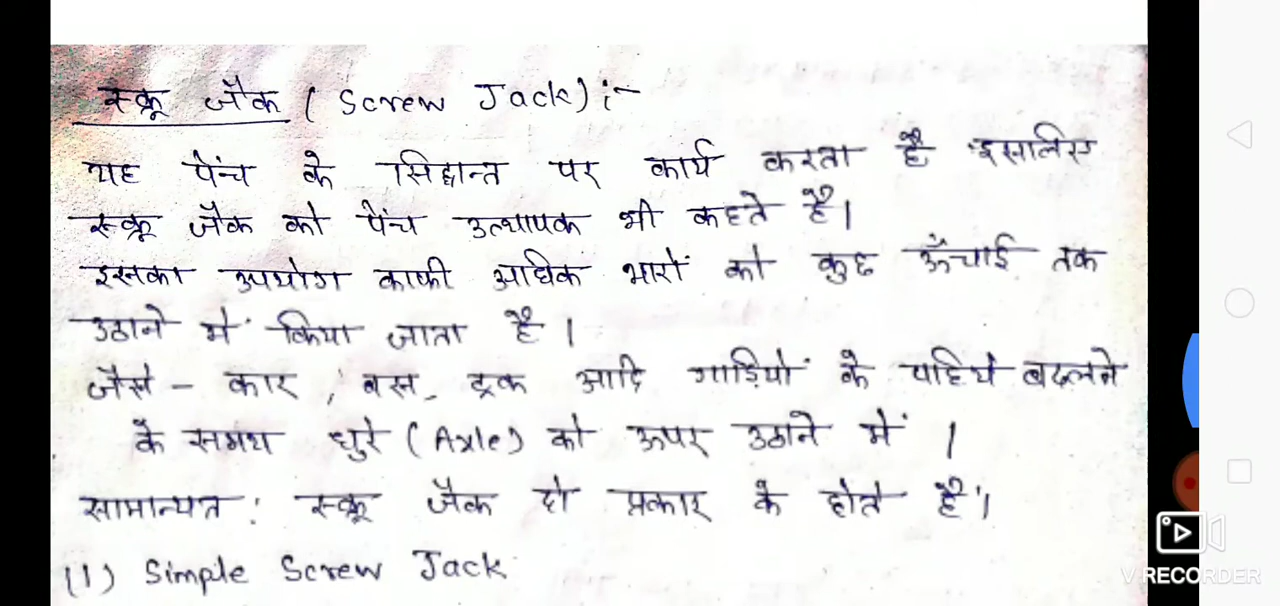 स्क्रू जैक (Screw Jack) :-
यह पेंच के सिद्धान्त पर कार्य करता है इसलिए
स्क्रू जैक को पेंच उत्थापक भी कहते हैं।
इसका उपयोग काफी अधिक भारों को कुछ ऊँचाई तक
उठाने में किया जाता है।
जैसे - कार, बस, ट्रक आदि गाड़ियों के पहिये बदलने
के समय धुरे (Axle) को ऊपर उठाने में।
सामान्यत: स्क्रू जैक दो प्रकार के होते हैं।
(1) Simple Screw Jack
V RECORDER